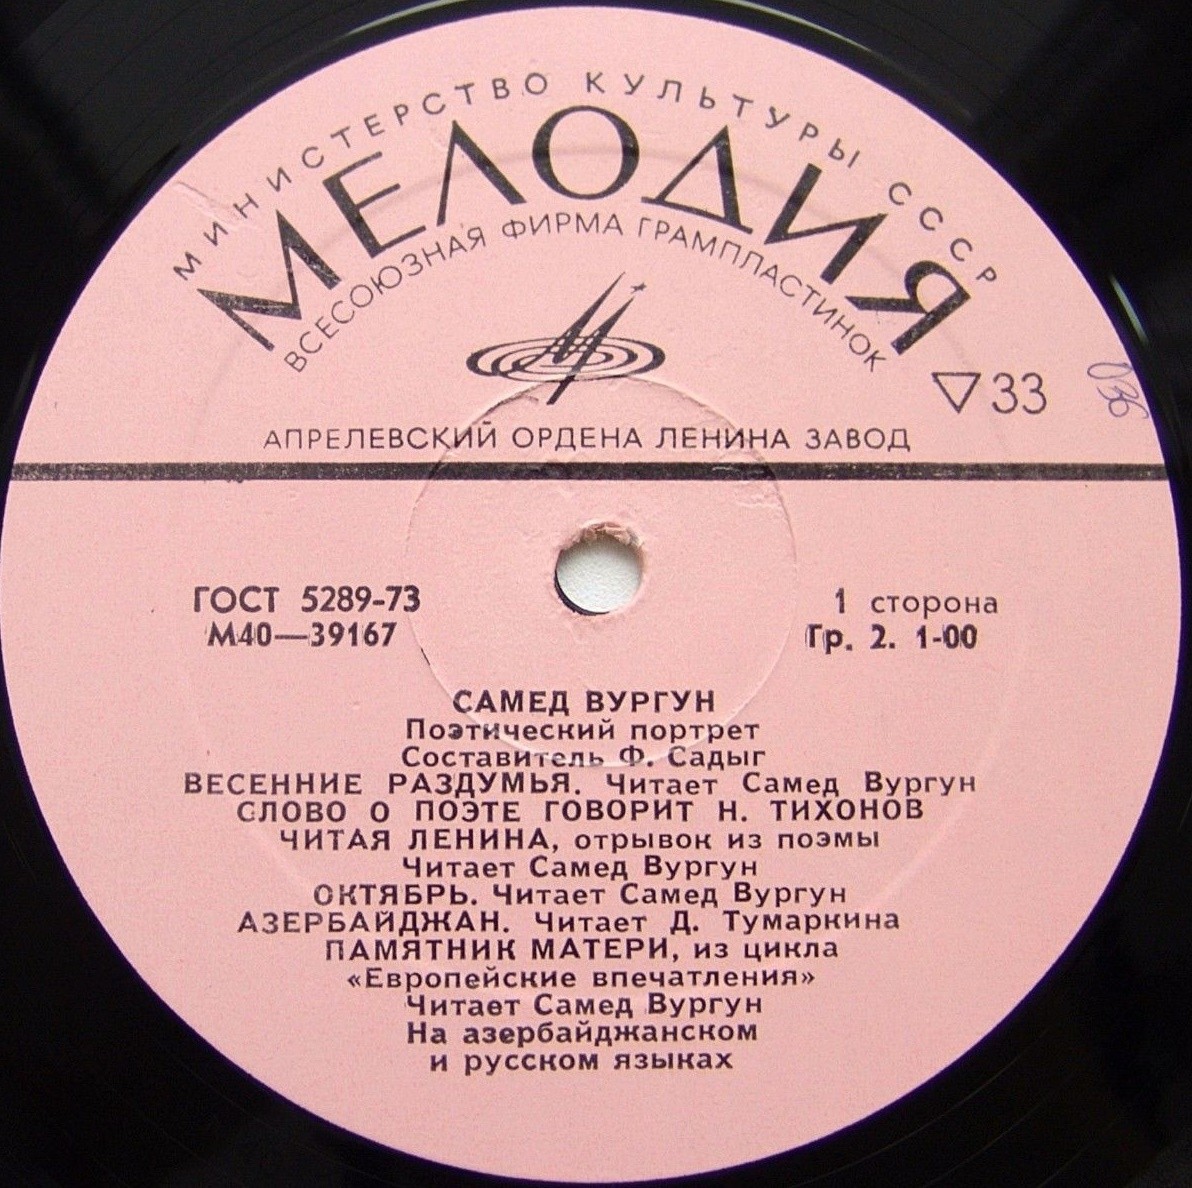 МИНИСТЕРСТВО КУЛЬТУРЫ СССР
МЕЛОДИЯ
ВСЕСОЮЗНАЯ ФИРМА ГРАМПЛАСТИНОК
▽33
036
АПРЕЛЕВСКИЙ ОРДЕНА ЛЕНИНА ЗАВОД
ГОСТ 5289-73
М40—39167
1 сторона
Гр. 2. 1-00
САМЕД ВУРГУН
Поэтический портрет
Составитель Ф. Садыг
ВЕСЕННИЕ РАЗДУМЬЯ. Читает Самед Вургун
СЛОВО О ПОЭТЕ ГОВОРИТ Н. ТИХОНОВ
ЧИТАЯ ЛЕНИНА, отрывок из поэмы
Читает Самед Вургун
ОКТЯБРЬ. Читает Самед Вургун
АЗЕРБАЙДЖАН. Читает Д. Тумаркина
ПАМЯТНИК МАТЕРИ, из цикла
«Европейские впечатления»
Читает Самед Вургун
На азербайджанском
и русском языках